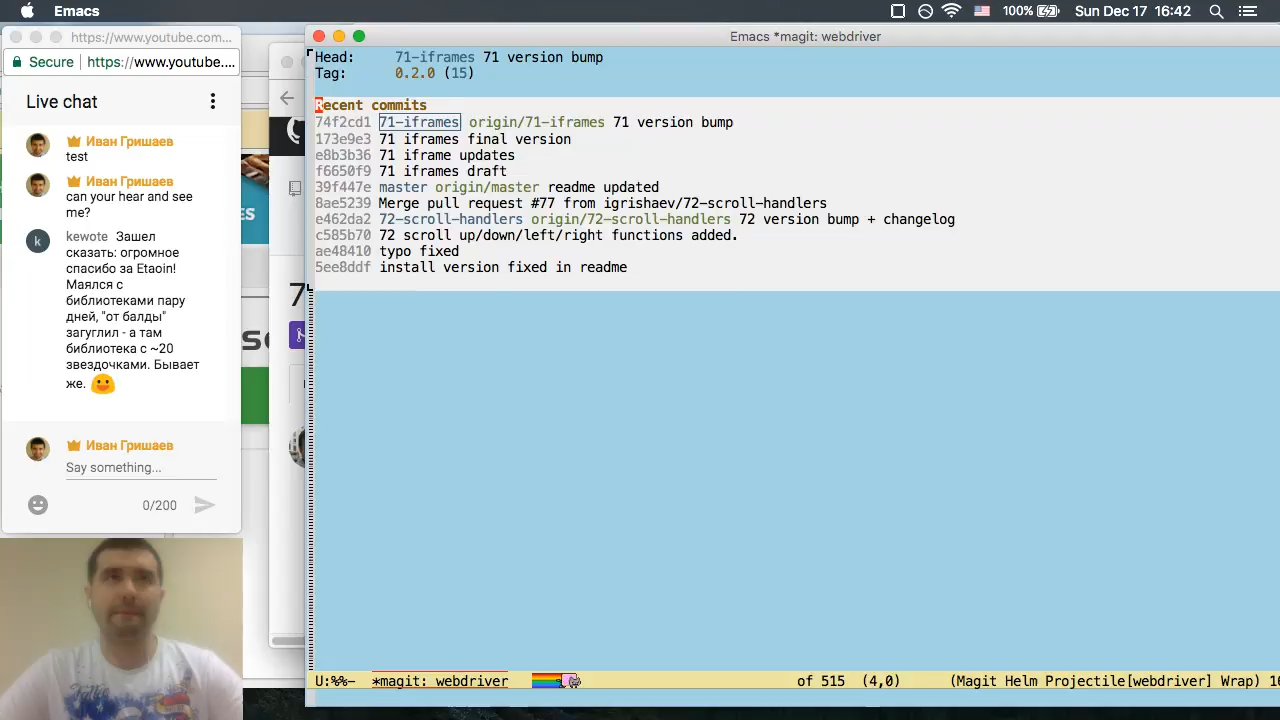 Emacs
100%
Sun Dec 17 16:42
https://www.youtube.com...
Secure
https://www.youtube....
Live chat
Иван Гришаев
test
Иван Гришаев
can your hear and see
me?
kewote Зашел
сказать: огромное
спасибо за Etaoin!
Маялся с
библиотеками пару
дней, "от балды"
загуглил - а там
библиотека с ~20
звездочками. Бывает
же.
Иван Гришаев
Say something...
0/200
ES
7
Emacs *magit: webdriver
Head: 71-iframes 71 version bump
Tag: 0.2.0 (15)
Recent commits
74f2cd1 71-iframes origin/71-iframes 71 version bump
173e9e3 71 iframes final version
e8b3b36 71 iframe updates
f6650f9 71 iframes draft
39f447e master origin/master readme updated
8ae5239 Merge pull request #77 from igrishaev/72-scroll-handlers
e462da2 72-scroll-handlers origin/72-scroll-handlers 72 version bump + changelog
c585b70 72 scroll up/down/left/right functions added.
ae48410 typo fixed
5ee8ddf install version fixed in readme
U:%%- *magit: webdriver of 515 (4,0) (Magit Helm Projectile[webdriver] Wrap) 16